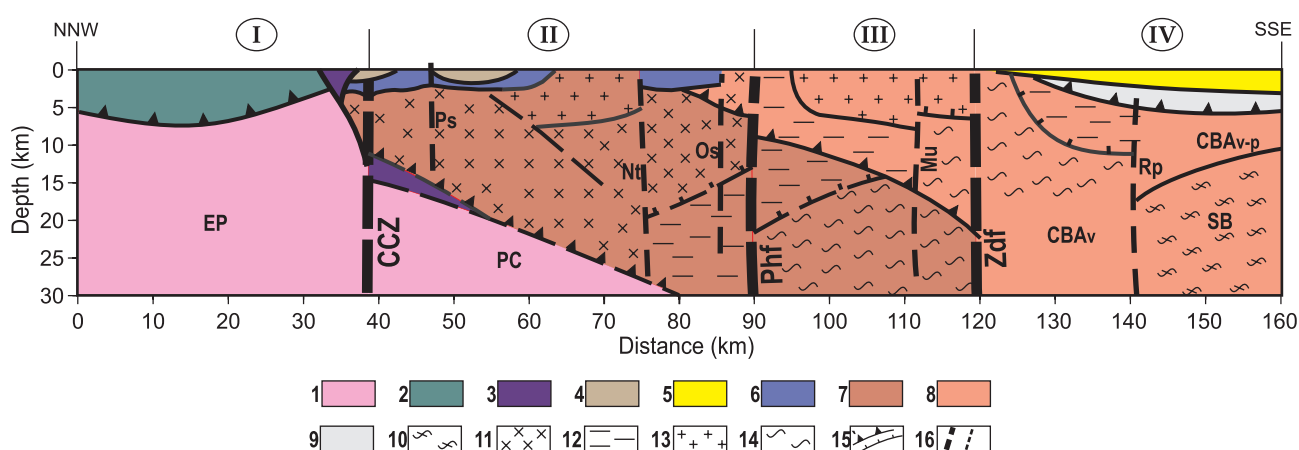 NNW I II III IV SSE
0
5
10
15
20
25
30
Depth (km)
EP
PC
CCZ
Ps
Nt
Os
Phf
Mu
Zdf
CBAv
Rp
CBAv-p
SB
0 10 20 30 40 50 60 70 80 90 100 110 120 130 140 150 160
Distance (km)
1 2 3 4 5 6 7 8
9 10 11 12 13 14 15 16